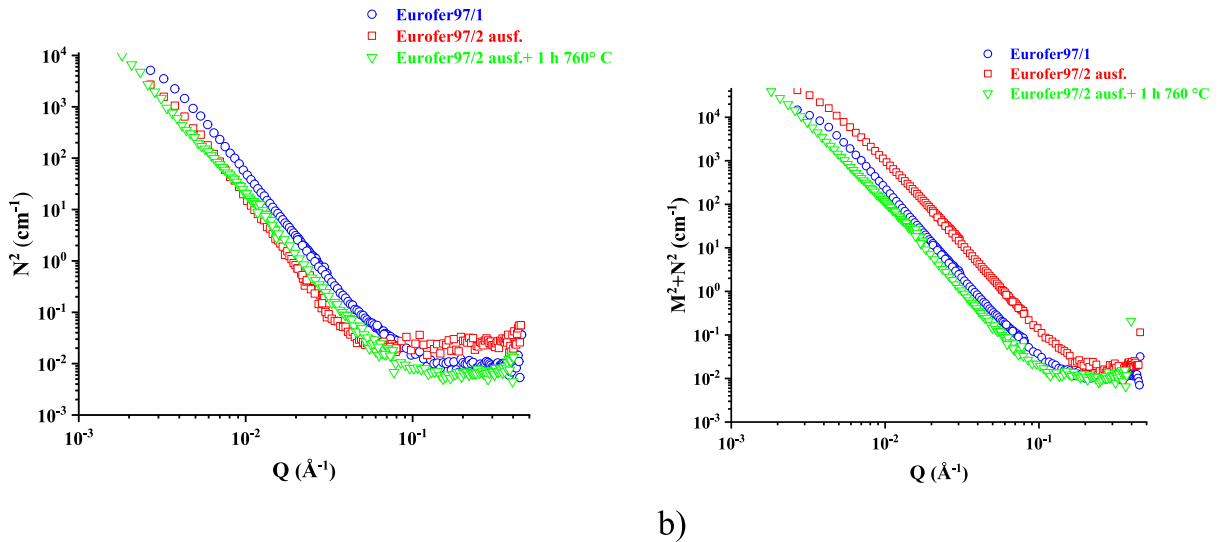 Eurofer97/1
Eurofer97/2 ausf.
Eurofer97/2 ausf.+ 1 h 760° C
10⁴
10³
10²
10¹
10⁰
10⁻¹
10⁻²
10⁻³
N² (cm⁻¹)
10⁻³
10⁻²
10⁻¹
Q (Å⁻¹)
Eurofer97/1
Eurofer97/2 ausf.
Eurofer97/2 ausf.+ 1 h 760 °C
10⁴
10³
10²
10¹
10⁰
10⁻¹
10⁻²
10⁻³
M²+N² (cm⁻¹)
10⁻³
10⁻²
10⁻¹
Q (Å⁻¹)
b)